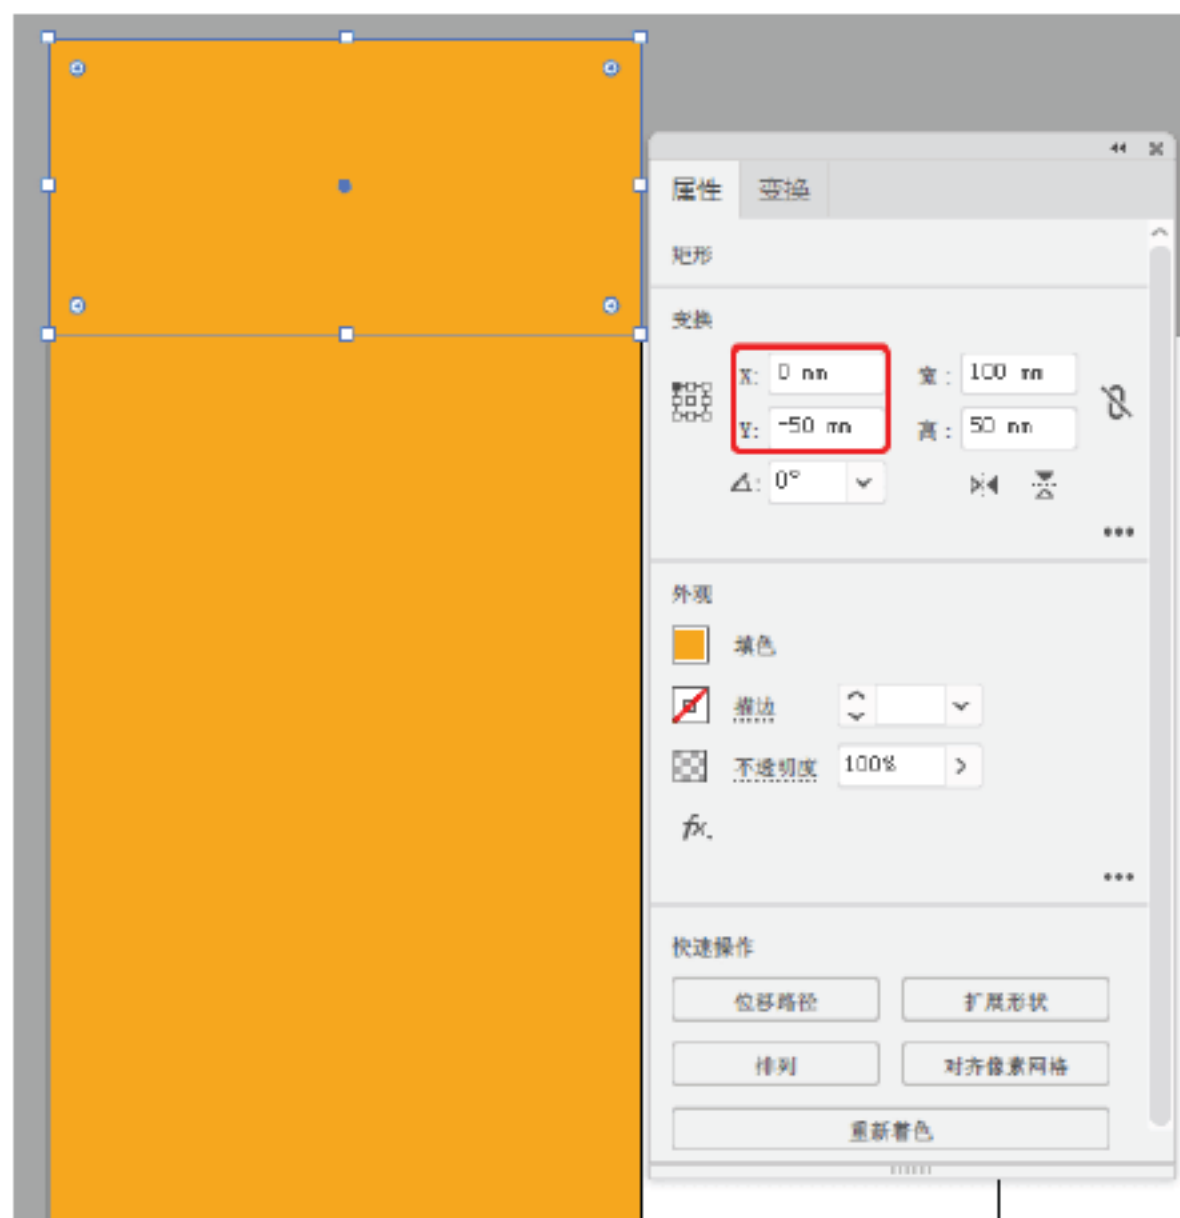 属性 变换
矩形
变换
X: 0 mm 宽: 100 mm
Y: -50 mm 高: 50 mm
0°
外观
填色
描边
不透明度 100%
fx.
快速操作
位移路径 扩展形状
排列 对齐像素网格
重新着色